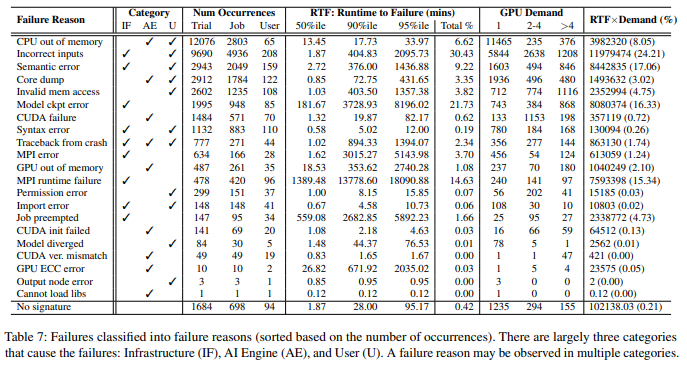 Failure Reason Category Num Occurrences RTF: Runtime to Failure (mins) GPU Demand RTF×Demand (%)
IF AE U Trial Job User 50%ile 90%ile 95%ile Total % 1 2-4 >4
CPU out of memory ✓ ✓ 12076 2803 65 13.45 17.73 33.97 6.62 11465 235 376 3982320 (8.05)
Incorrect inputs ✓ ✓ 9690 4936 208 1.87 404.83 2095.73 30.43 5844 2638 1208 11979474 (24.21)
Semantic error ✓ ✓ 2943 2049 159 2.72 376.00 1436.88 9.22 1603 494 846 8442835 (17.06)
Core dump ✓ ✓ ✓ 2912 1784 122 0.85 72.75 431.65 3.35 1936 496 480 1493632 (3.02)
Invalid mem access ✓ 2602 1235 108 1.03 403.50 1357.38 3.82 712 774 1116 2352994 (4.75)
Model ckpt error ✓ 1995 948 85 181.67 3728.93 8196.02 21.73 743 384 868 8080374 (16.33)
CUDA failure ✓ 1484 571 70 1.32 19.87 82.17 0.62 133 1153 198 357119 (0.72)
Syntax error ✓ ✓ 1132 883 110 0.58 5.02 12.00 0.19 780 184 168 130094 (0.26)
Traceback from crash ✓ ✓ ✓ 777 271 44 1.02 894.33 1394.07 2.34 356 277 144 863130 (1.74)
MPI error ✓ 634 166 28 1.62 3015.27 5143.98 3.70 456 54 124 613059 (1.24)
GPU out of memory ✓ 487 261 35 18.53 353.62 2740.28 1.08 237 70 180 1040249 (2.10)
MPI runtime failure ✓ 478 420 96 1389.48 13778.60 18090.88 14.63 240 141 97 7593398 (15.34)
Permission error ✓ 299 151 37 1.00 8.15 15.85 0.07 56 202 41 15185 (0.03)
Import error ✓ ✓ 148 148 41 0.67 4.58 10.73 0.06 108 30 10 10803 (0.02)
Job preempted ✓ 147 95 34 559.08 2682.85 5892.23 1.66 25 95 27 2338772 (4.73)
CUDA init failed ✓ 141 69 20 1.08 2.18 4.63 0.03 16 66 59 64512 (0.13)
Model diverged ✓ 84 30 5 1.48 44.37 76.53 0.01 78 5 1 2562 (0.01)
CUDA ver. mismatch ✓ 49 49 19 0.83 1.65 1.67 0.00 1 1 47 421 (0.00)
GPU ECC error ✓ 10 10 2 26.82 671.92 2035.02 0.03 1 5 4 23575 (0.05)
Output node error ✓ 3 3 1 0.85 0.95 0.95 0.00 3 0 0 2 (0.00)
Cannot load libs ✓ 1 1 1 0.12 0.12 0.12 0.00 1 0 0 0.12 (0.00)
No signature 1684 698 94 1.87 28.00 95.17 0.42 1235 294 155 102138.03 (0.21)
Table 7: Failures classified into failure reasons (sorted based on the number of occurrences). There are largely three categories
that cause the failures: Infrastructure (IF), AI Engine (AE), and User (U). A failure reason may be observed in multiple categories.